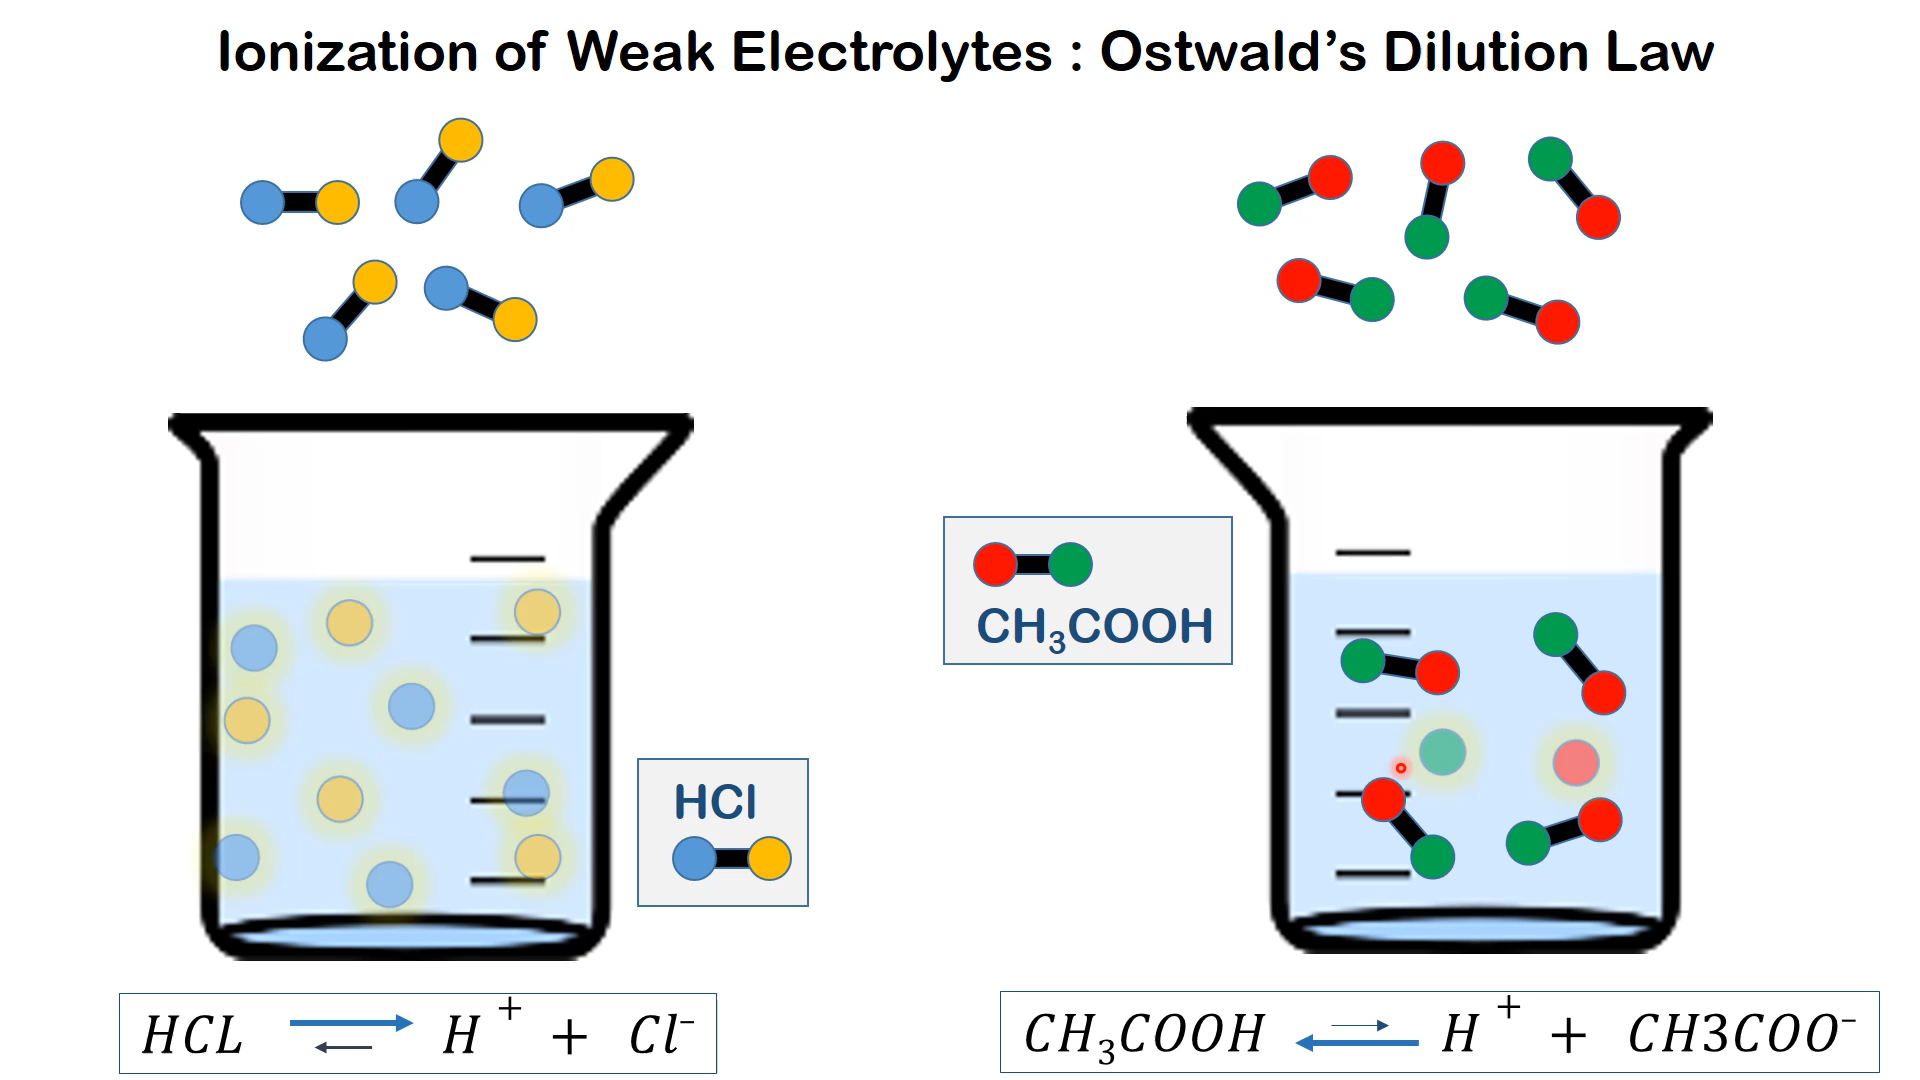 Ionization of Weak Electrolytes : Ostwald’s Dilution Law
CH₃COOH
HCl
HCL ⇄ H⁺ + Cl⁻
CH₃COOH ⇄ H⁺ + CH3COO⁻